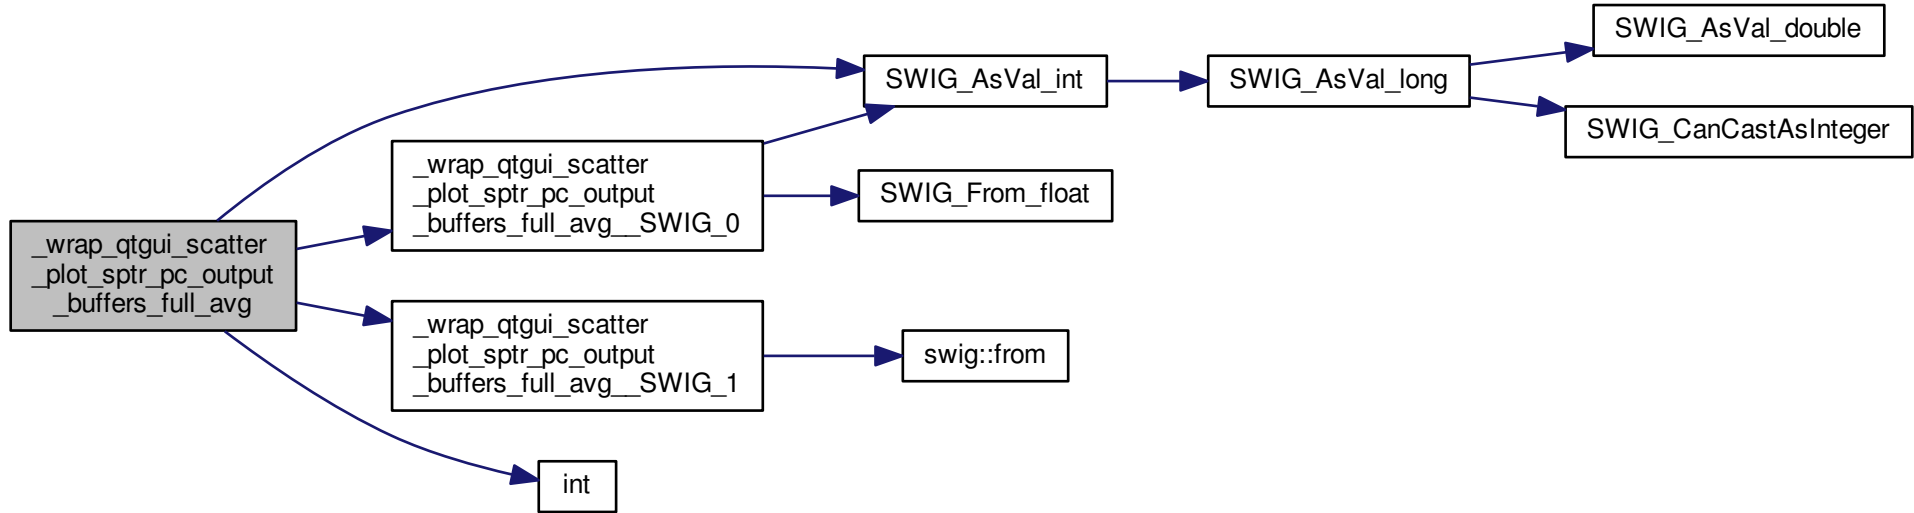 _wrap_qtgui_scatter
_plot_sptr_pc_output
_buffers_full_avg
_wrap_qtgui_scatter
_plot_sptr_pc_output
_buffers_full_avg__SWIG_0
_wrap_qtgui_scatter
_plot_sptr_pc_output
_buffers_full_avg__SWIG_1
int
SWIG_AsVal_int
SWIG_From_float
swig::from
SWIG_AsVal_long
SWIG_AsVal_double
SWIG_CanCastAsInteger